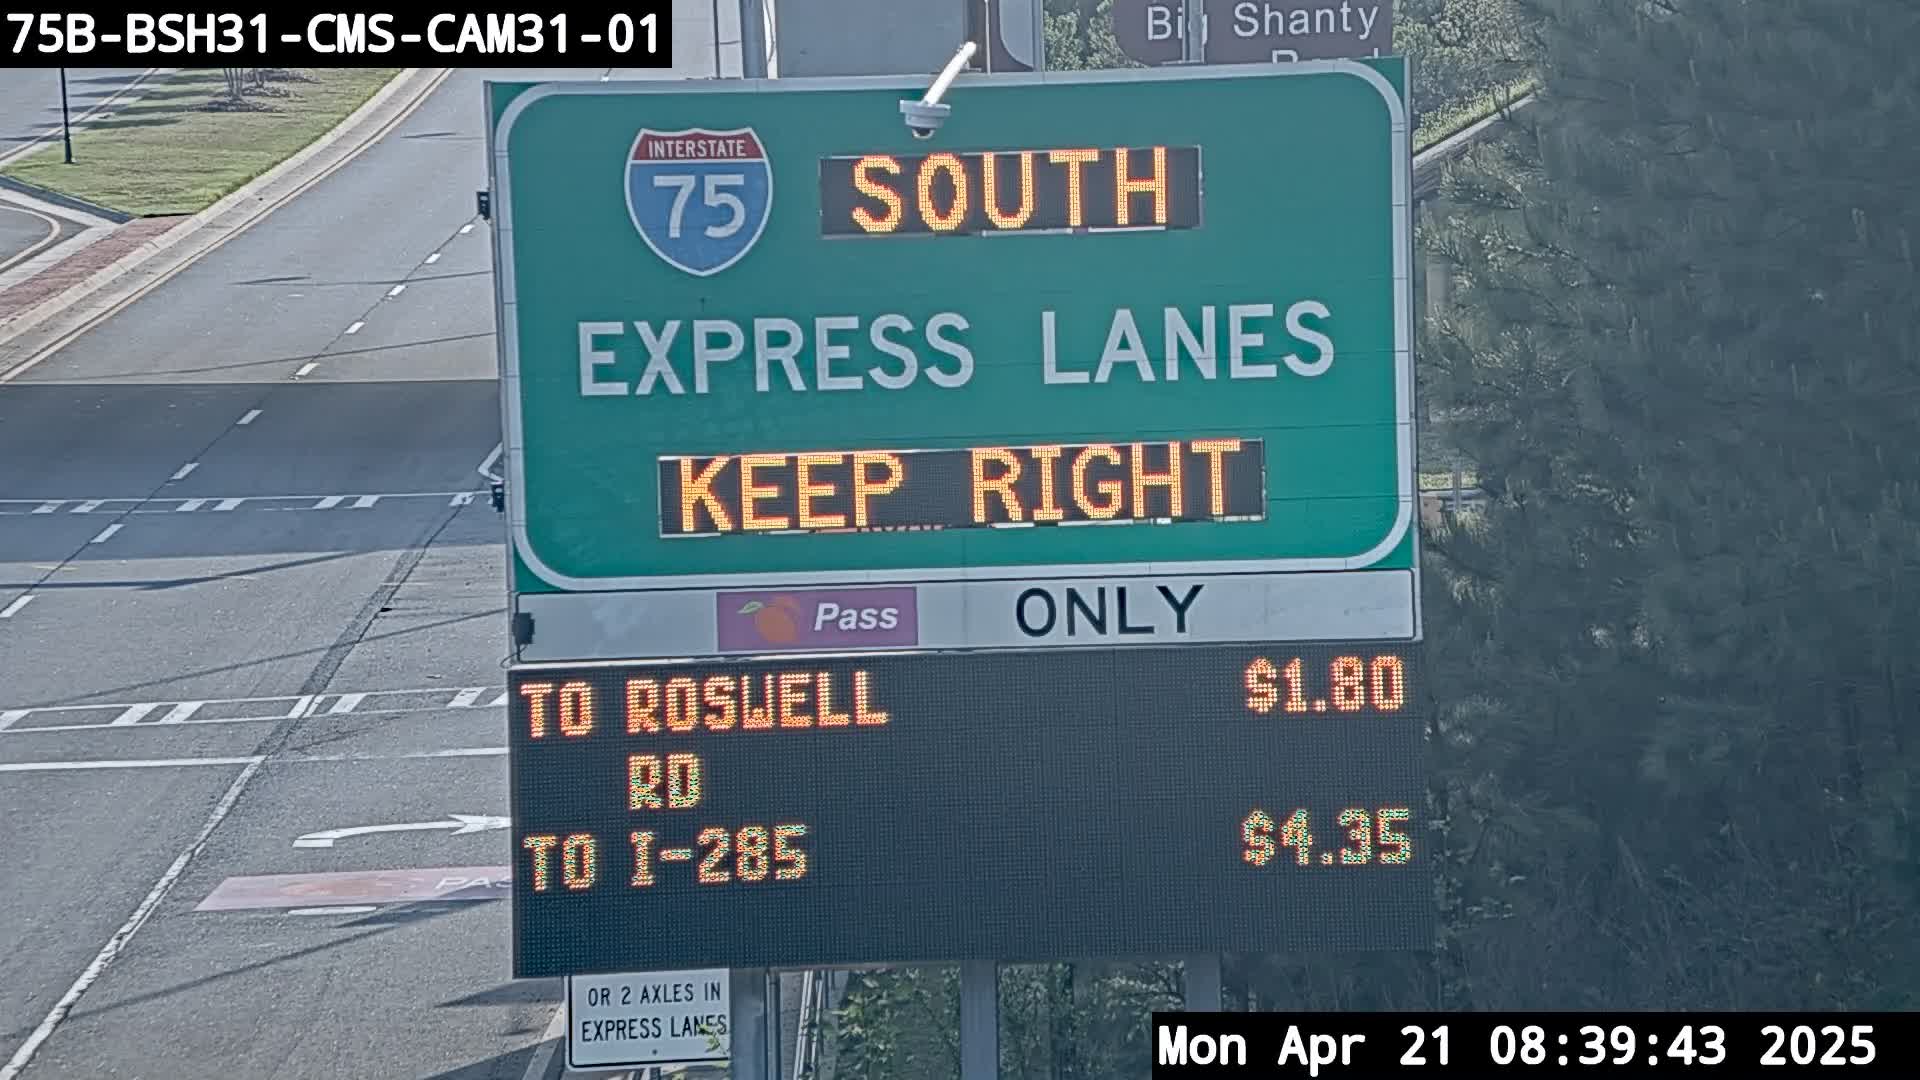 75B-BSH31-CMS-CAM31-01
Big Shanty
INTERSTATE
75
SOUTH
EXPRESS LANES
KEEP RIGHT
Pass ONLY
TO ROSWELL $1.80
RD
TO I-285 $4.35
OR 2 AXLES IN
EXPRESS LANES
Mon Apr 21 08:39:43 2025